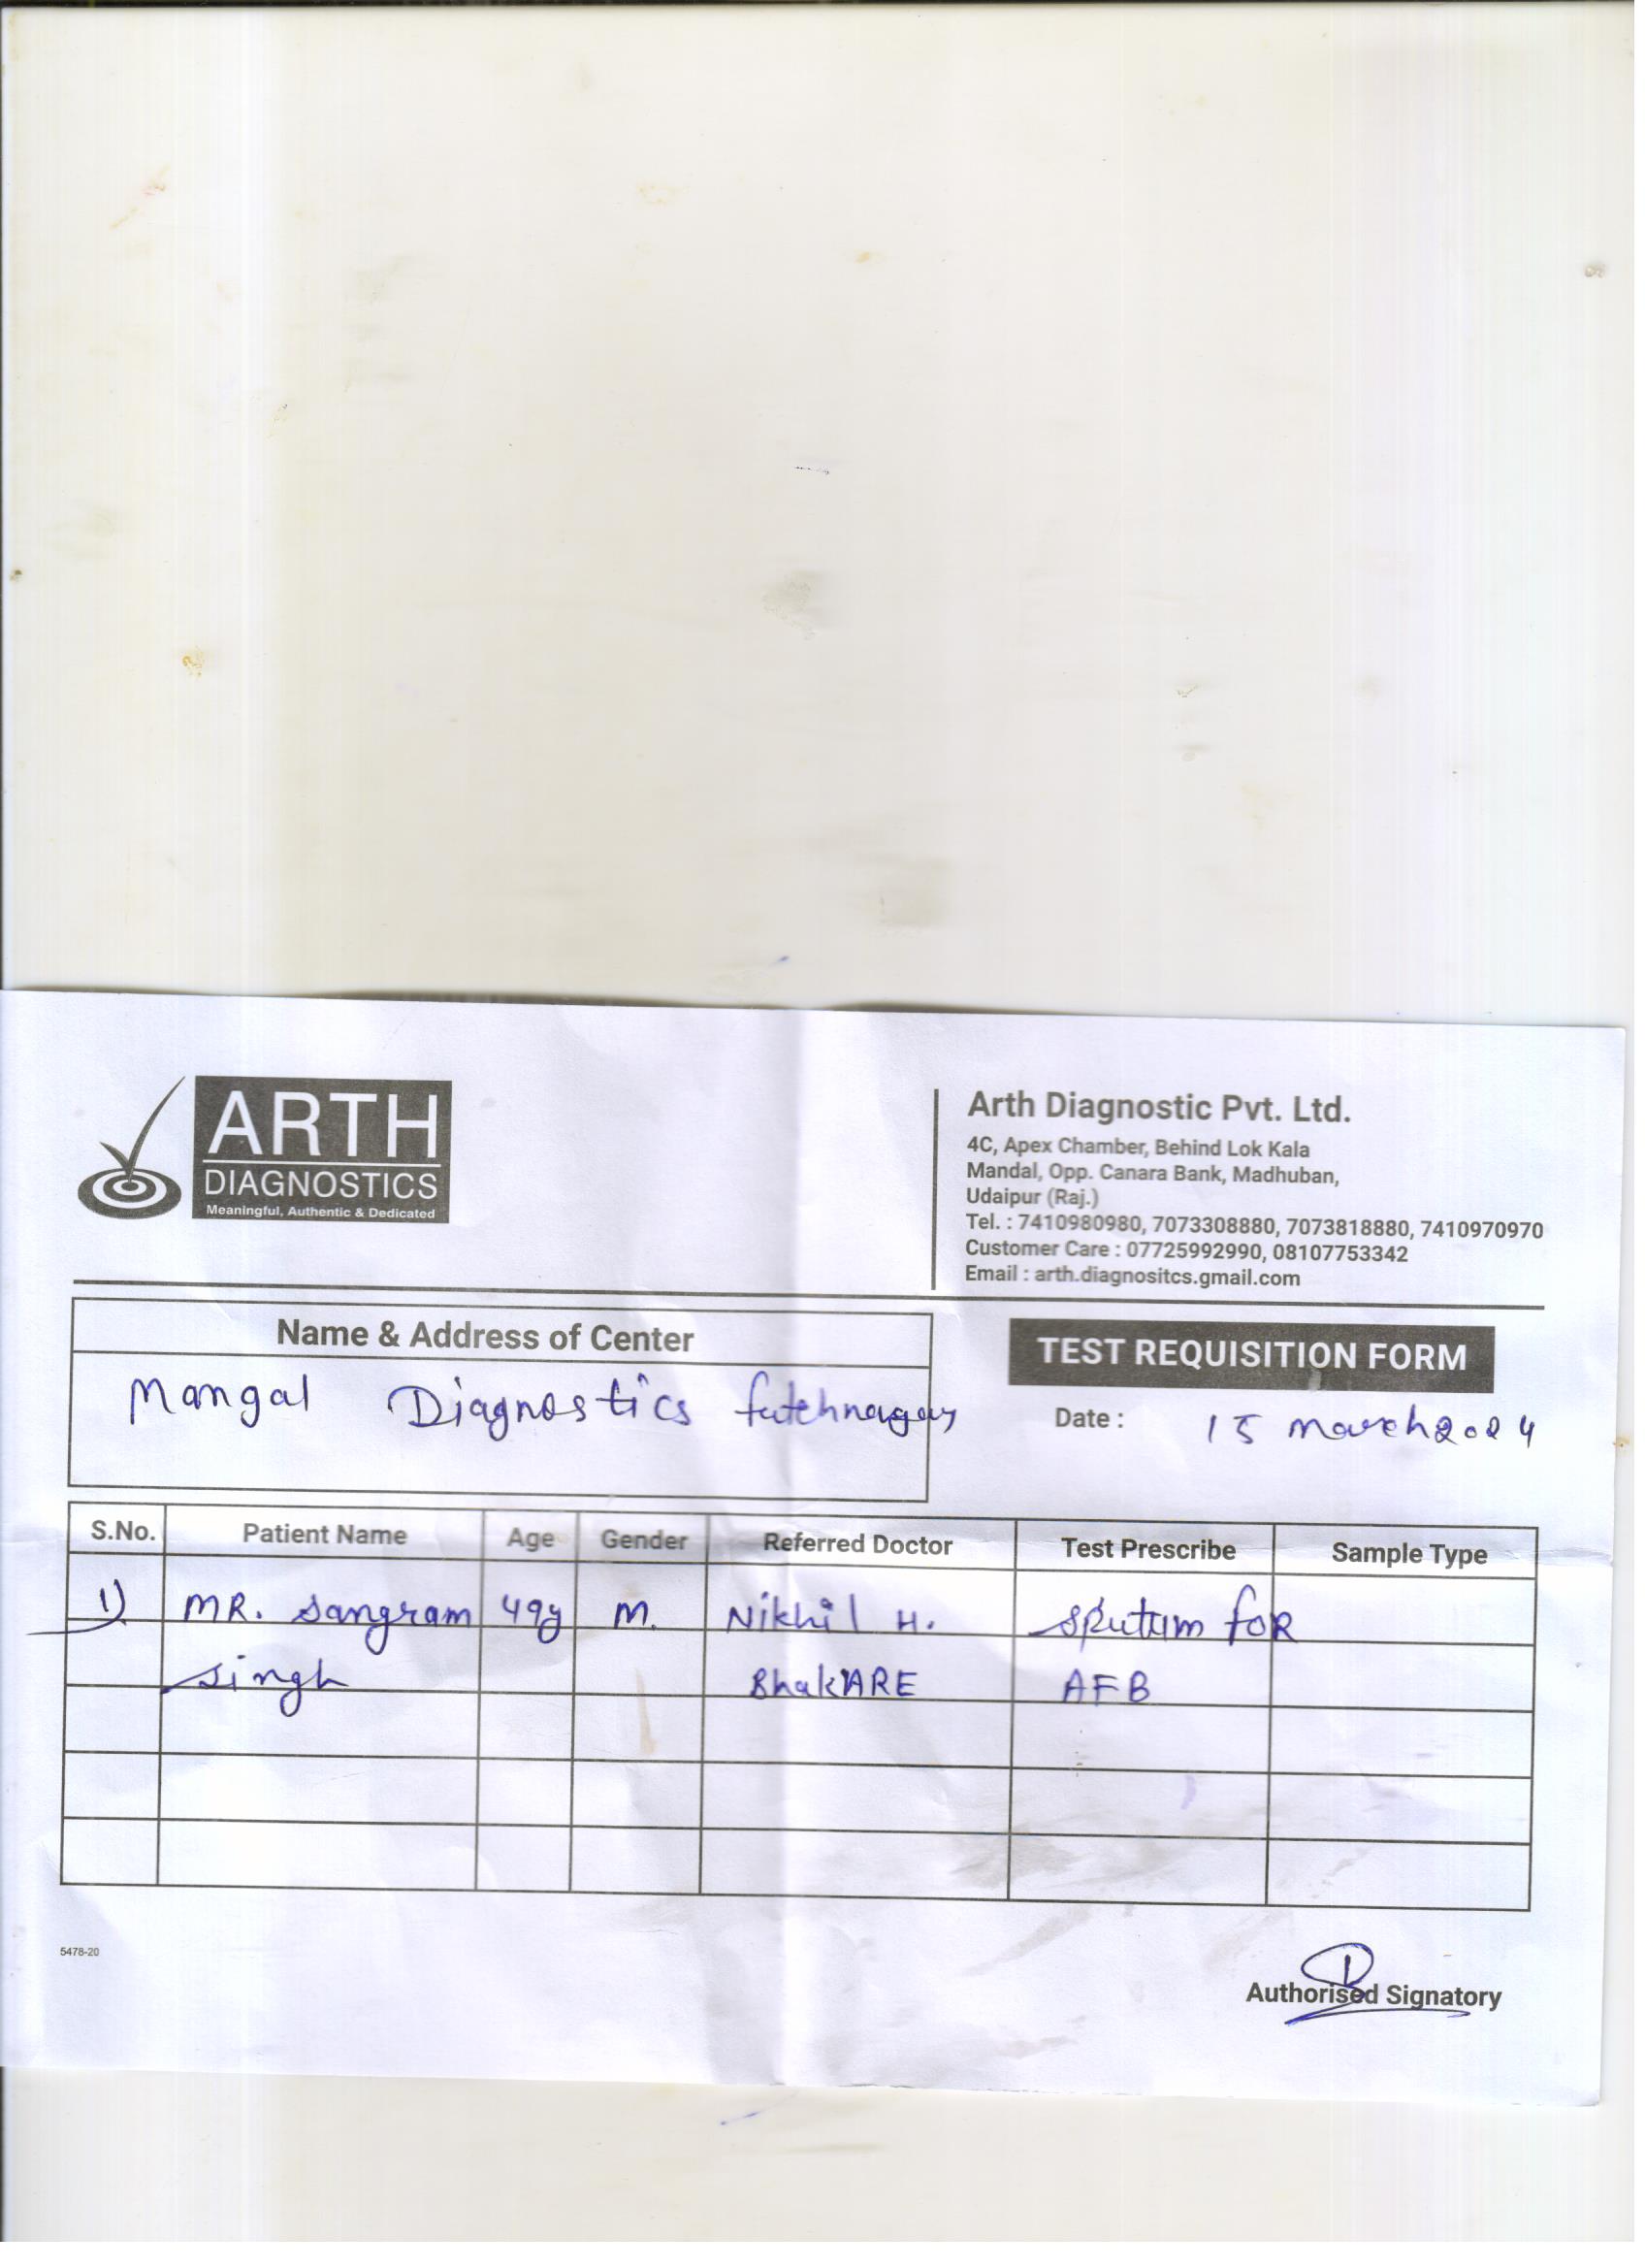 ARTH
DIAGNOSTICS
Meaningful, Authentic & Dedicated
Arth Diagnostic Pvt. Ltd.
4C, Apex Chamber, Behind Lok Kala
Mandal, Opp. Canara Bank, Madhuban,
Udaipur (Raj.)
Tel. : 7410980980, 7073308880, 7073818880, 7410970970
Customer Care : 07725992990, 08107753342
Email : arth.diagnositcs.gmail.com
Name & Address of Center
Mangal Diagnostics fatehnagar
TEST REQUISITION FORM
Date : 15 march 2024
S.No. Patient Name Age Gender Referred Doctor Test Prescribe Sample Type
1) MR. Sangram 49y M. Nikhil H. Sputum foR
singh BhakARE AFB
5478-20
Authorised Signatory